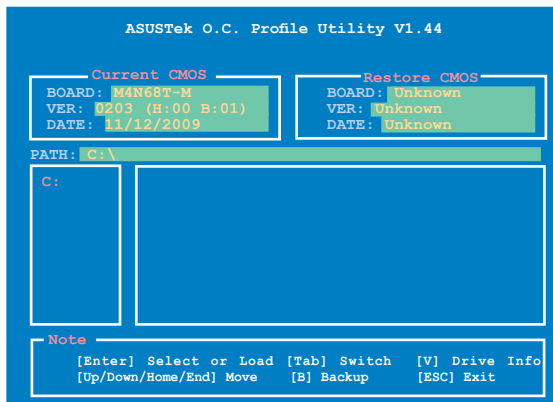 ASUSTek O.C. Profile Utility V1.44
Current CMOS
BOARD: M4N68T-M
VER: 0203 (H:00 B:01)
DATE: 11/12/2009
Restore CMOS
BOARD: Unknown
VER: Unknown
DATE: Unknown
PATH: C:\
C:
Note
[Enter] Select or Load [Tab] Switch [V] Drive Info
[Up/Down/Home/End] Move [B] Backup [ESC] Exit